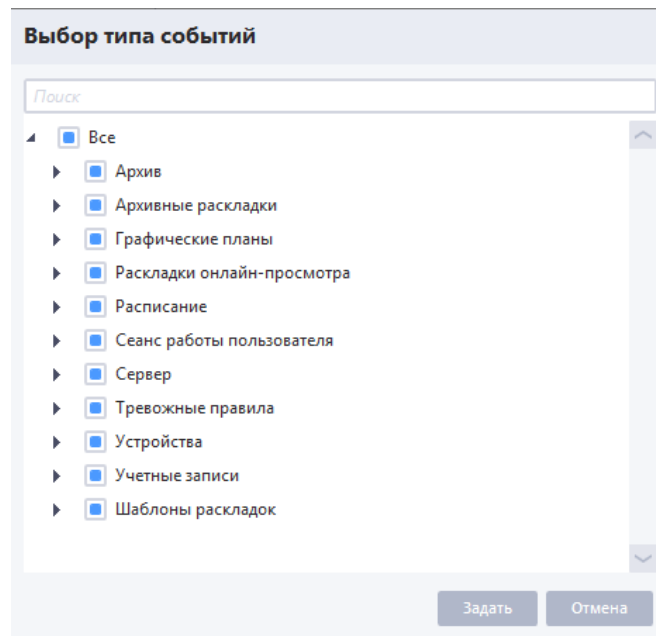 Выбор типа событий
Поиск
Все
Архив
Архивные раскладки
Графические планы
Раскладки онлайн-просмотра
Расписание
Сеанс работы пользователя
Сервер
Тревожные правила
Устройства
Учетные записи
Шаблоны раскладок
Задать Отмена